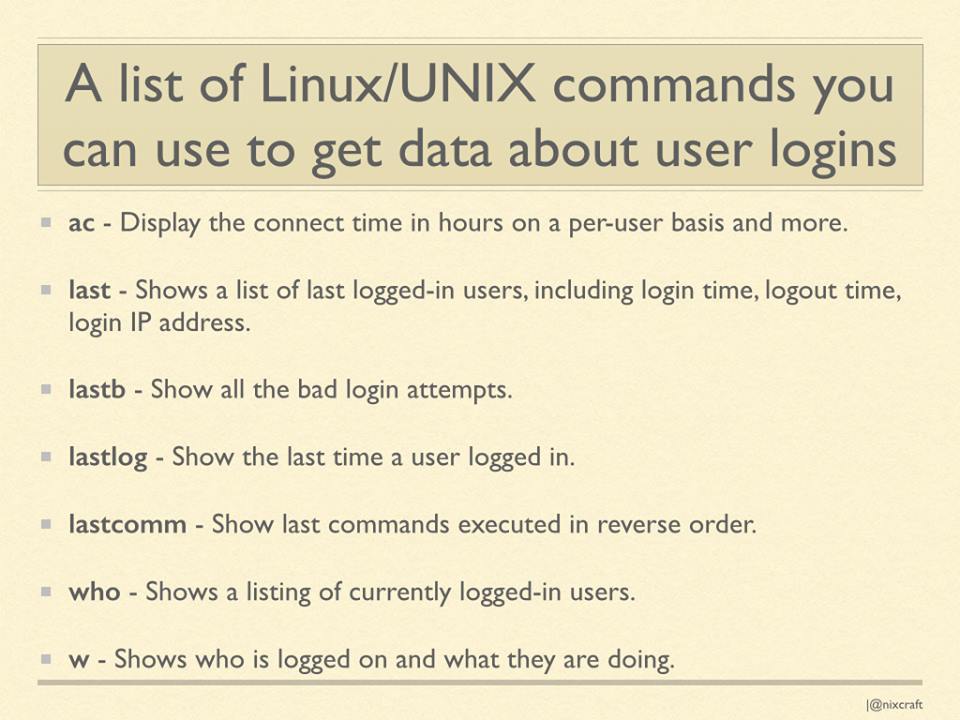 A list of Linux/UNIX commands you
can use to get data about user logins
ac - Display the connect time in hours on a per-user basis and more.
last - Shows a list of last logged-in users, including login time, logout time,
login IP address.
lastb - Show all the bad login attempts.
lastlog - Show the last time a user logged in.
lastcomm - Show last commands executed in reverse order.
who - Shows a listing of currently logged-in users.
w - Shows who is logged on and what they are doing.
|@nixcraft